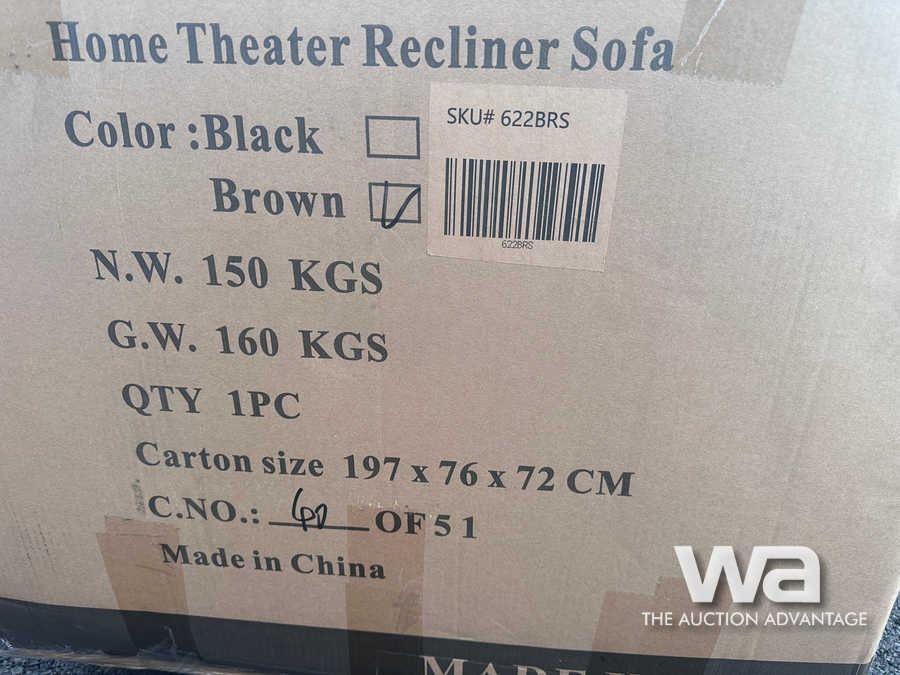 Home Theater Recliner Sofa
Color :Black
Brown
SKU# 622BRS
622BRS
N.W. 150 KGS
G.W. 160 KGS
QTY 1PC
Carton size 197 x 76 x 72 CM
C.NO.: OF 51
Made in China
wa
THE AUCTION ADVANTAGE
MADE